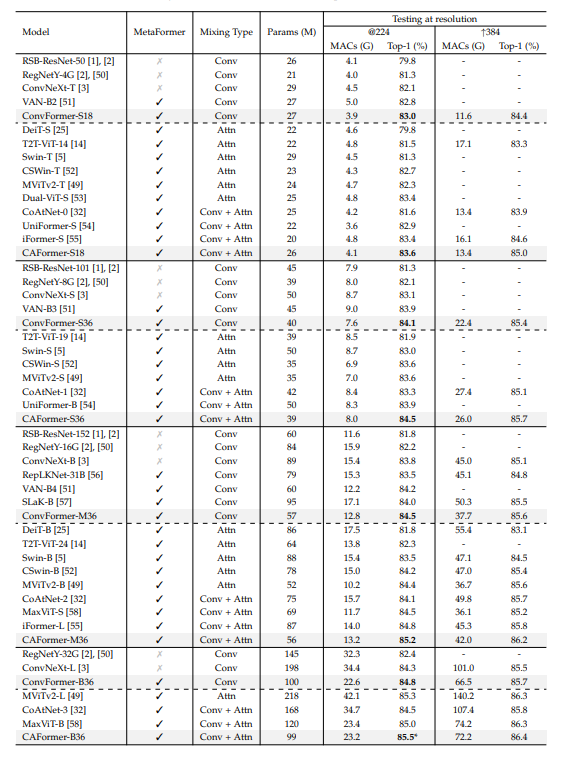 Model MetaFormer Mixing Type Params (M) Testing at resolution
@224 ↑384
MACs (G) Top-1 (%) MACs (G) Top-1 (%)
RSB-ResNet-50 [1], [2] ✗ Conv 26 4.1 79.8 - -
RegNetY-4G [2], [50] ✗ Conv 21 4.0 81.3 - -
ConvNeXt-T [3] ✗ Conv 29 4.5 82.1 - -
VAN-B2 [51] ✓ Conv 27 5.0 82.8 - -
ConvFormer-S18 ✓ Conv 27 3.9 83.0 11.6 84.4
DeiT-S [25] ✓ Attn 22 4.6 79.8 - -
T2T-ViT-14 [14] ✓ Attn 22 4.8 81.5 17.1 83.3
Swin-T [5] ✓ Attn 29 4.5 81.3 - -
CSWin-T [52] ✓ Attn 23 4.3 82.7 - -
MViTv2-T [49] ✓ Attn 24 4.7 82.3 - -
Dual-ViT-S [53] ✓ Attn 25 4.8 83.4 - -
CoAtNet-0 [32] ✓ Conv + Attn 25 4.2 81.6 13.4 83.9
UniFormer-S [54] ✓ Conv + Attn 22 3.6 82.9 - -
iFormer-S [55] ✓ Conv + Attn 20 4.8 83.4 16.1 84.6
CAFormer-S18 ✓ Conv + Attn 26 4.1 83.6 13.4 85.0
RSB-ResNet-101 [1], [2] ✗ Conv 45 7.9 81.3 - -
RegNetY-8G [2], [50] ✗ Conv 39 8.0 82.1 - -
ConvNeXt-S [3] ✗ Conv 50 8.7 83.1 - -
VAN-B3 [51] ✓ Conv 45 9.0 83.9 - -
ConvFormer-S36 ✓ Conv 40 7.6 84.1 22.4 85.4
T2T-ViT-19 [14] ✓ Attn 39 8.5 81.9 - -
Swin-S [5] ✓ Attn 50 8.7 83.0 - -
CSWin-S [52] ✓ Attn 35 6.9 83.6 - -
MViTv2-S [49] ✓ Attn 35 7.0 83.6 - -
CoAtNet-1 [32] ✓ Conv + Attn 42 8.4 83.3 27.4 85.1
UniFormer-B [54] ✓ Conv + Attn 50 8.3 83.9 - -
CAFormer-S36 ✓ Conv + Attn 39 8.0 84.5 26.0 85.7
RSB-ResNet-152 [1], [2] ✗ Conv 60 11.6 81.8 - -
RegNetY-16G [2], [50] ✗ Conv 84 15.9 82.2 - -
ConvNeXt-B [3] ✗ Conv 89 15.4 83.8 45.0 85.1
RepLKNet-31B [56] ✓ Conv 79 15.3 83.5 45.1 84.8
VAN-B4 [51] ✓ Conv 60 12.2 84.2 - -
SLaK-B [57] ✓ Conv 95 17.1 84.0 50.3 85.5
ConvFormer-M36 ✓ Conv 57 12.8 84.5 37.7 85.6
DeiT-B [25] ✓ Attn 86 17.5 81.8 55.4 83.1
T2T-ViT-24 [14] ✓ Attn 64 13.8 82.3 - -
Swin-B [5] ✓ Attn 88 15.4 83.5 47.1 84.5
CSwin-B [52] ✓ Attn 78 15.0 84.2 47.0 85.4
MViTv2-B [49] ✓ Attn 52 10.2 84.4 36.7 85.6
CoAtNet-2 [32] ✓ Conv + Attn 75 15.7 84.1 49.8 85.7
MaxViT-S [58] ✓ Conv + Attn 69 11.7 84.5 36.1 85.2
iFormer-L [55] ✓ Conv + Attn 87 14.0 84.8 45.3 85.8
CAFormer-M36 ✓ Conv + Attn 56 13.2 85.2 42.0 86.2
RegNetY-32G [2], [50] ✗ Conv 145 32.3 82.4 - -
ConvNeXt-L [3] ✗ Conv 198 34.4 84.3 101.0 85.5
ConvFormer-B36 ✓ Conv 100 22.6 84.8 66.5 85.7
MViTv2-L [49] ✓ Attn 218 42.1 85.3 140.2 86.3
CoAtNet-3 [32] ✓ Conv + Attn 168 34.7 84.5 107.4 85.8
MaxViT-B [58] ✓ Conv + Attn 120 23.4 85.0 74.2 86.3
CAFormer-B36 ✓ Conv + Attn 99 23.2 85.5* 72.2 86.4